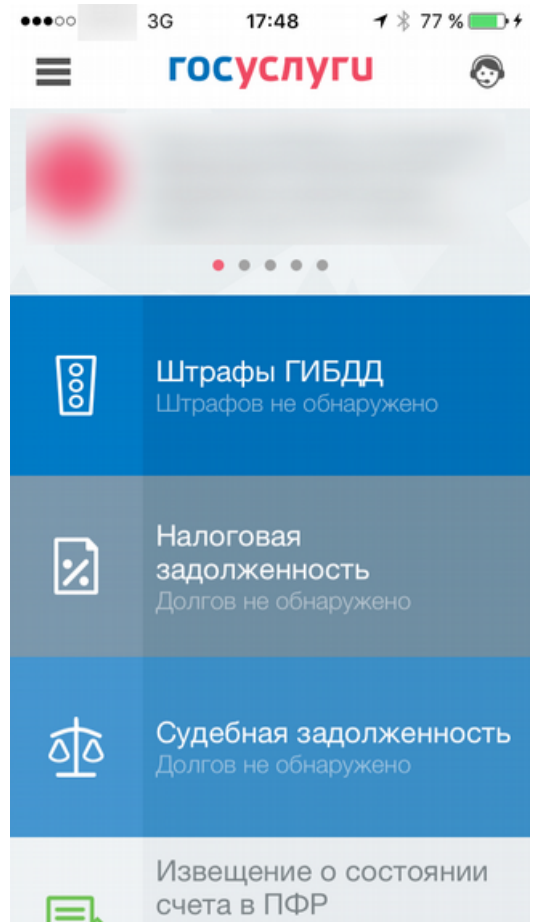 3G 17:48 77 %
госуслуги
Штрафы ГИБДД
Штрафов не обнаружено
Налоговая
задолженность
Долгов не обнаружено
Судебная задолженность
Долгов не обнаружено
Извещение о состоянии
счета в ПФР